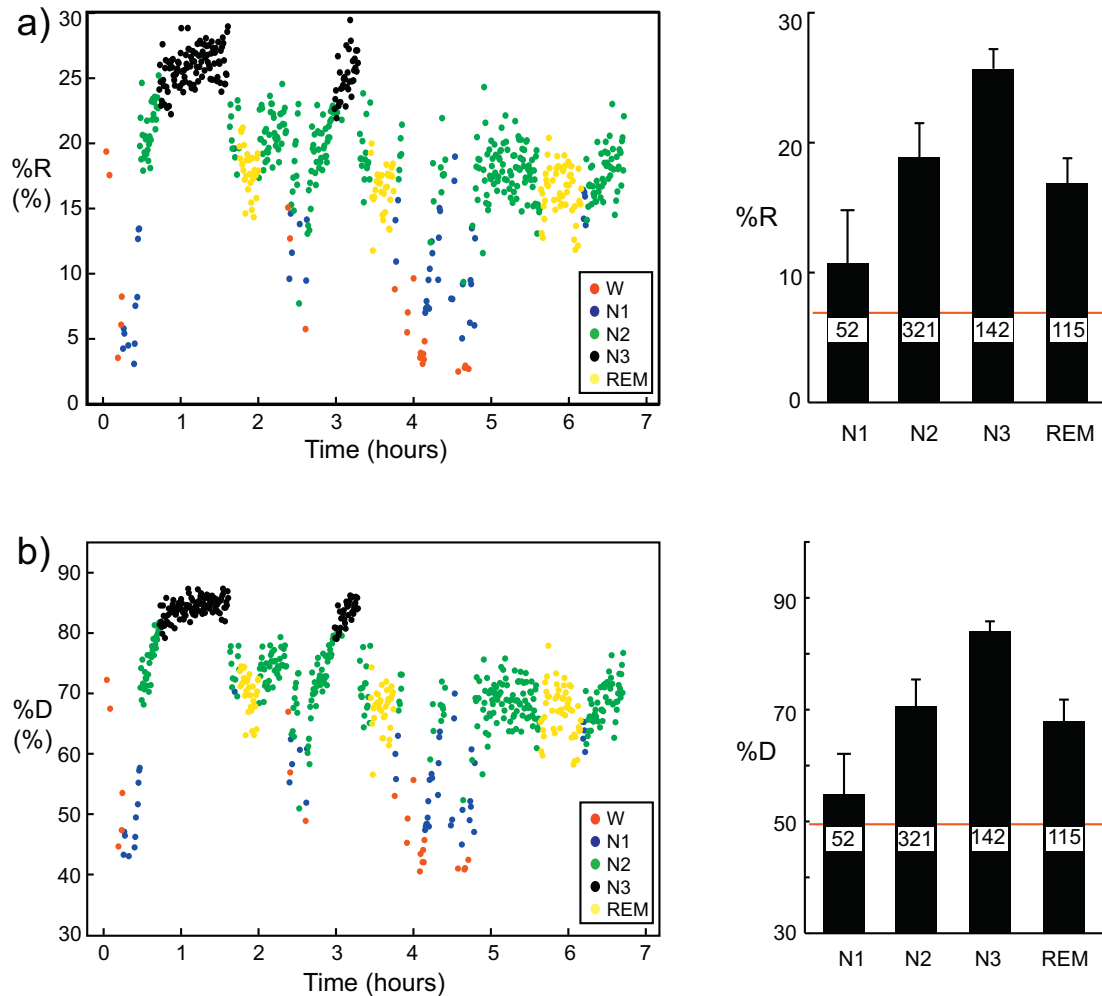 a)
30
25
20
15
10
5
0
%R
(%)
W
N1
N2
N3
REM
0 1 2 3 4 5 6 7
Time (hours)
30
20
10
0
%R
52 321 142 115
N1 N2 N3 REM
b)
90
80
70
60
50
40
30
%D
(%)
W
N1
N2
N3
REM
0 1 2 3 4 5 6 7
Time (hours)
90
70
50
30
%D
52 321 142 115
N1 N2 N3 REM